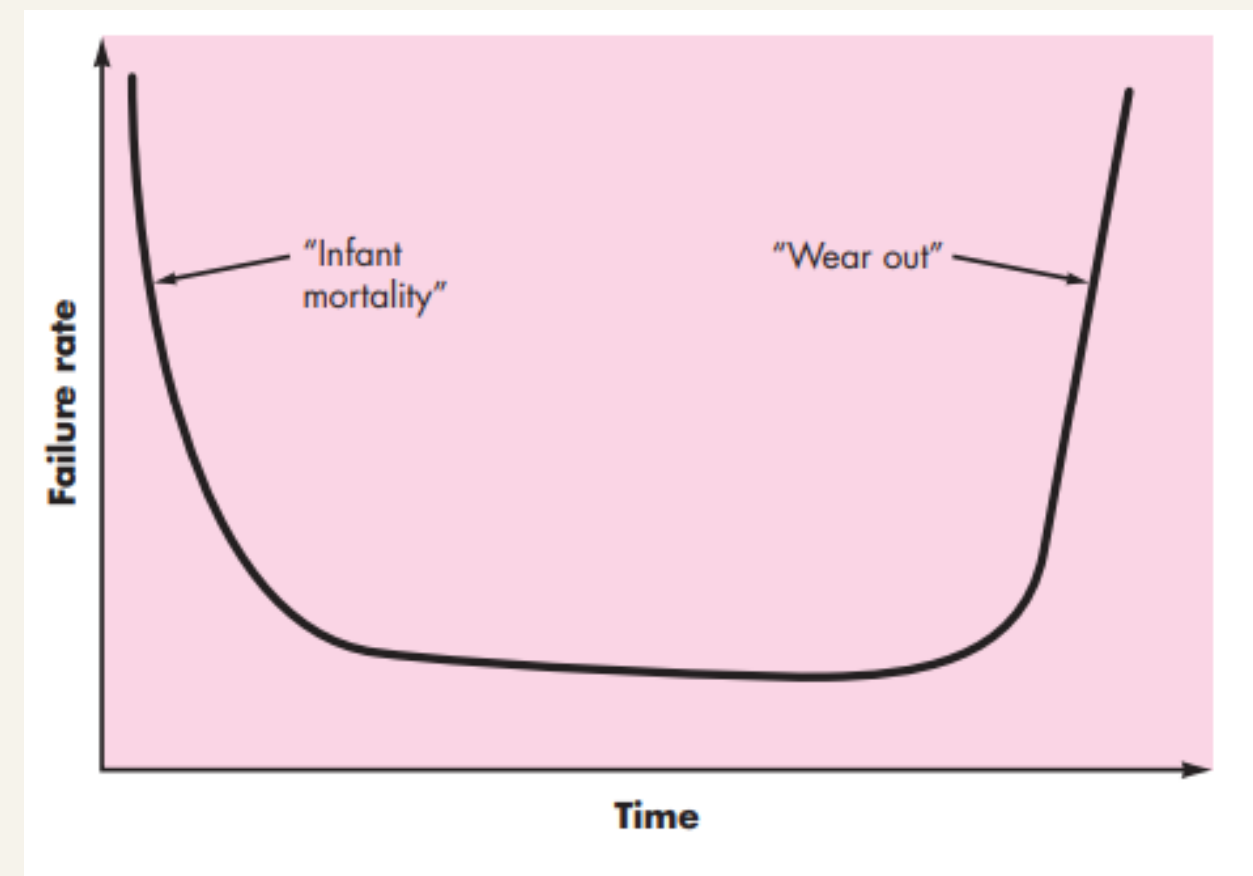 “Infant
mortality”
“Wear out”
Failure rate
Time